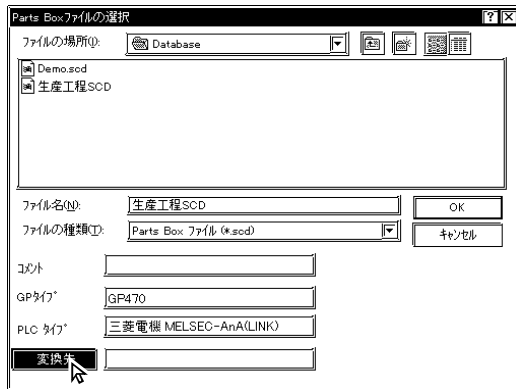 Parts Boxファイルの選択
ファイルの場所(I):
Database
Demo.scd
生産工程SCD
ファイル名(N):
生産工程SCD
OK
ファイルの種類(T):
Parts Box ファイル (*.scd)
キャンセル
コメント
GPタイプ
GP470
PLC タイプ
三菱電機 MELSEC-AnA(LINK)
変換先